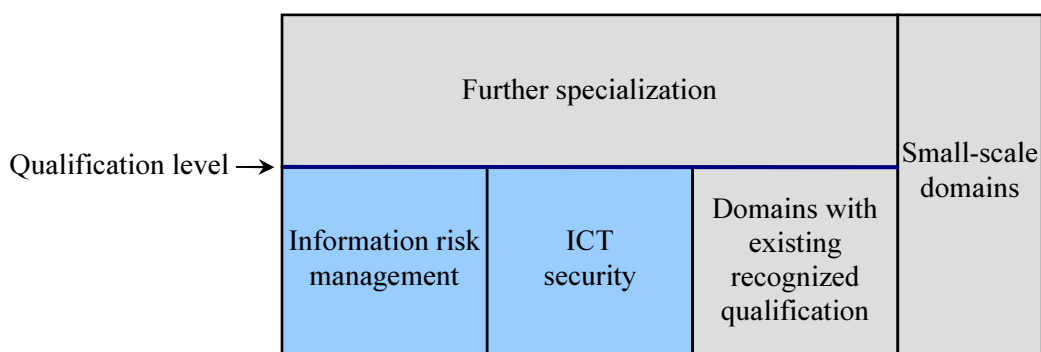 Further specialization
Qualification level
Small-scale
domains
Information risk
management
ICT
security
Domains with
existing
recognized
qualification